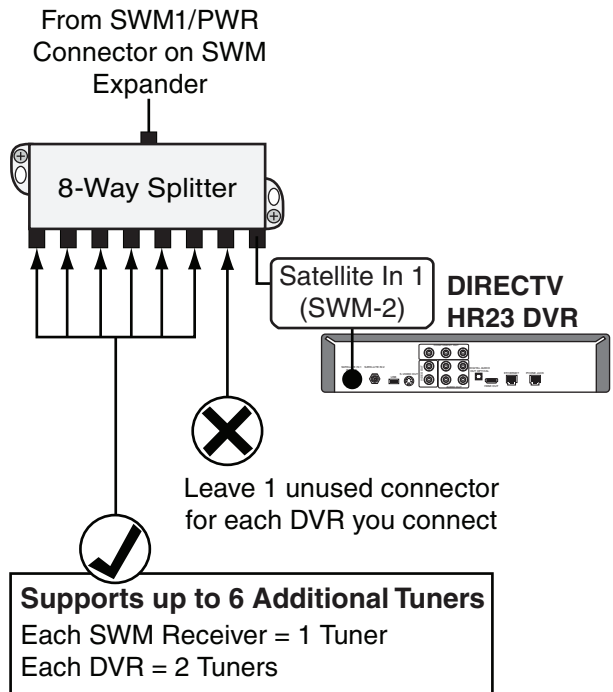 From SWM1/PWR
Connector on SWM
Expander
8-Way Splitter
Satellite In 1
(SWM-2)
DIRECTV
HR23 DVR
Leave 1 unused connector
for each DVR you connect
Supports up to 6 Additional Tuners
Each SWM Receiver = 1 Tuner
Each DVR = 2 Tuners